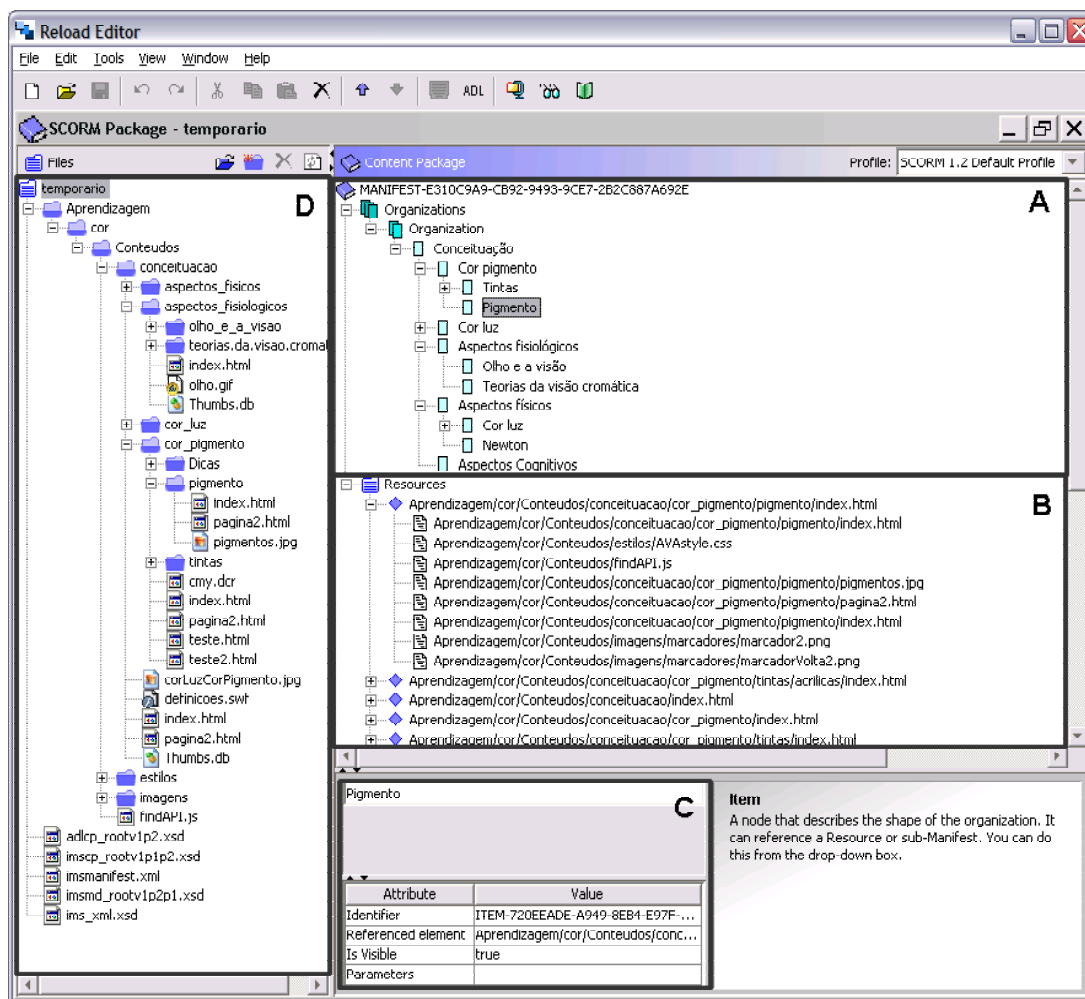 Reload Editor
File Edit Tools View Window Help
ADL
SCORM Package - temporario
Files
Content Package
Profile: SCORM 1.2 Default Profile
D
temporario
Aprendizagem
cor
Conteudos
conceituacao
aspectos_fisicos
aspectos_fisiologicos
olho_e_a_visao
teorias.da.visao.cromat
index.html
olho.gif
Thumbs.db
cor_luz
cor_pigmento
Dicas
pigmento
index.html
pagina2.html
pigmentos.jpg
tintas
cmy.dcr
index.html
pagina2.html
teste.html
teste2.html
corLuzCorPigmento.jpg
definicoes.swf
index.html
pagina2.html
Thumbs.db
estilos
imagens
findAPI.js
adlcp_rootv1p2.xsd
imscp_rootv1p1p2.xsd
imsmanifest.xml
imsmd_rootv1p2p1.xsd
ims_xml.xsd
A
MANIFEST-E310C9A9-CB92-9493-9CE7-2B2C887A692E
Organizations
Organization
Conceituação
Cor pigmento
Tintas
Pigmento
Cor luz
Aspectos fisiológicos
Olho e a visão
Teorias da visão cromática
Aspectos físicos
Cor luz
Newton
Aspectos Cognitivos
B
Resources
Aprendizagem/cor/Conteudos/conceituacao/cor_pigmento/pigmento/index.html
Aprendizagem/cor/Conteudos/conceituacao/cor_pigmento/pigmento/index.html
Aprendizagem/cor/Conteudos/estilos/AVAstyle.css
Aprendizagem/cor/Conteudos/findAPI.js
Aprendizagem/cor/Conteudos/conceituacao/cor_pigmento/pigmento/pigmentos.jpg
Aprendizagem/cor/Conteudos/conceituacao/cor_pigmento/pigmento/pagina2.html
Aprendizagem/cor/Conteudos/conceituacao/cor_pigmento/pigmento/index.html
Aprendizagem/cor/Conteudos/imagens/marcadores/marcador2.png
Aprendizagem/cor/Conteudos/imagens/marcadores/marcadorVolta2.png
Aprendizagem/cor/Conteudos/conceituacao/cor_pigmento/tintas/acrilicas/index.html
Aprendizagem/cor/Conteudos/conceituacao/index.html
Aprendizagem/cor/Conteudos/conceituacao/cor_pigmento/index.html
Aprendizagem/cor/Conteudos/conceituacao/cor_pigmento/tintas/index.html
Pigmento
C
Attribute Value
Identifier ITEM-720EEADE-A949-8EB4-E97F-...
Referenced element Aprendizagem/cor/Conteudos/conc...
Is Visible true
Parameters
Item
A node that describes the shape of the organization. It
can reference a Resource or sub-Manifest. You can do
this from the drop-down box.